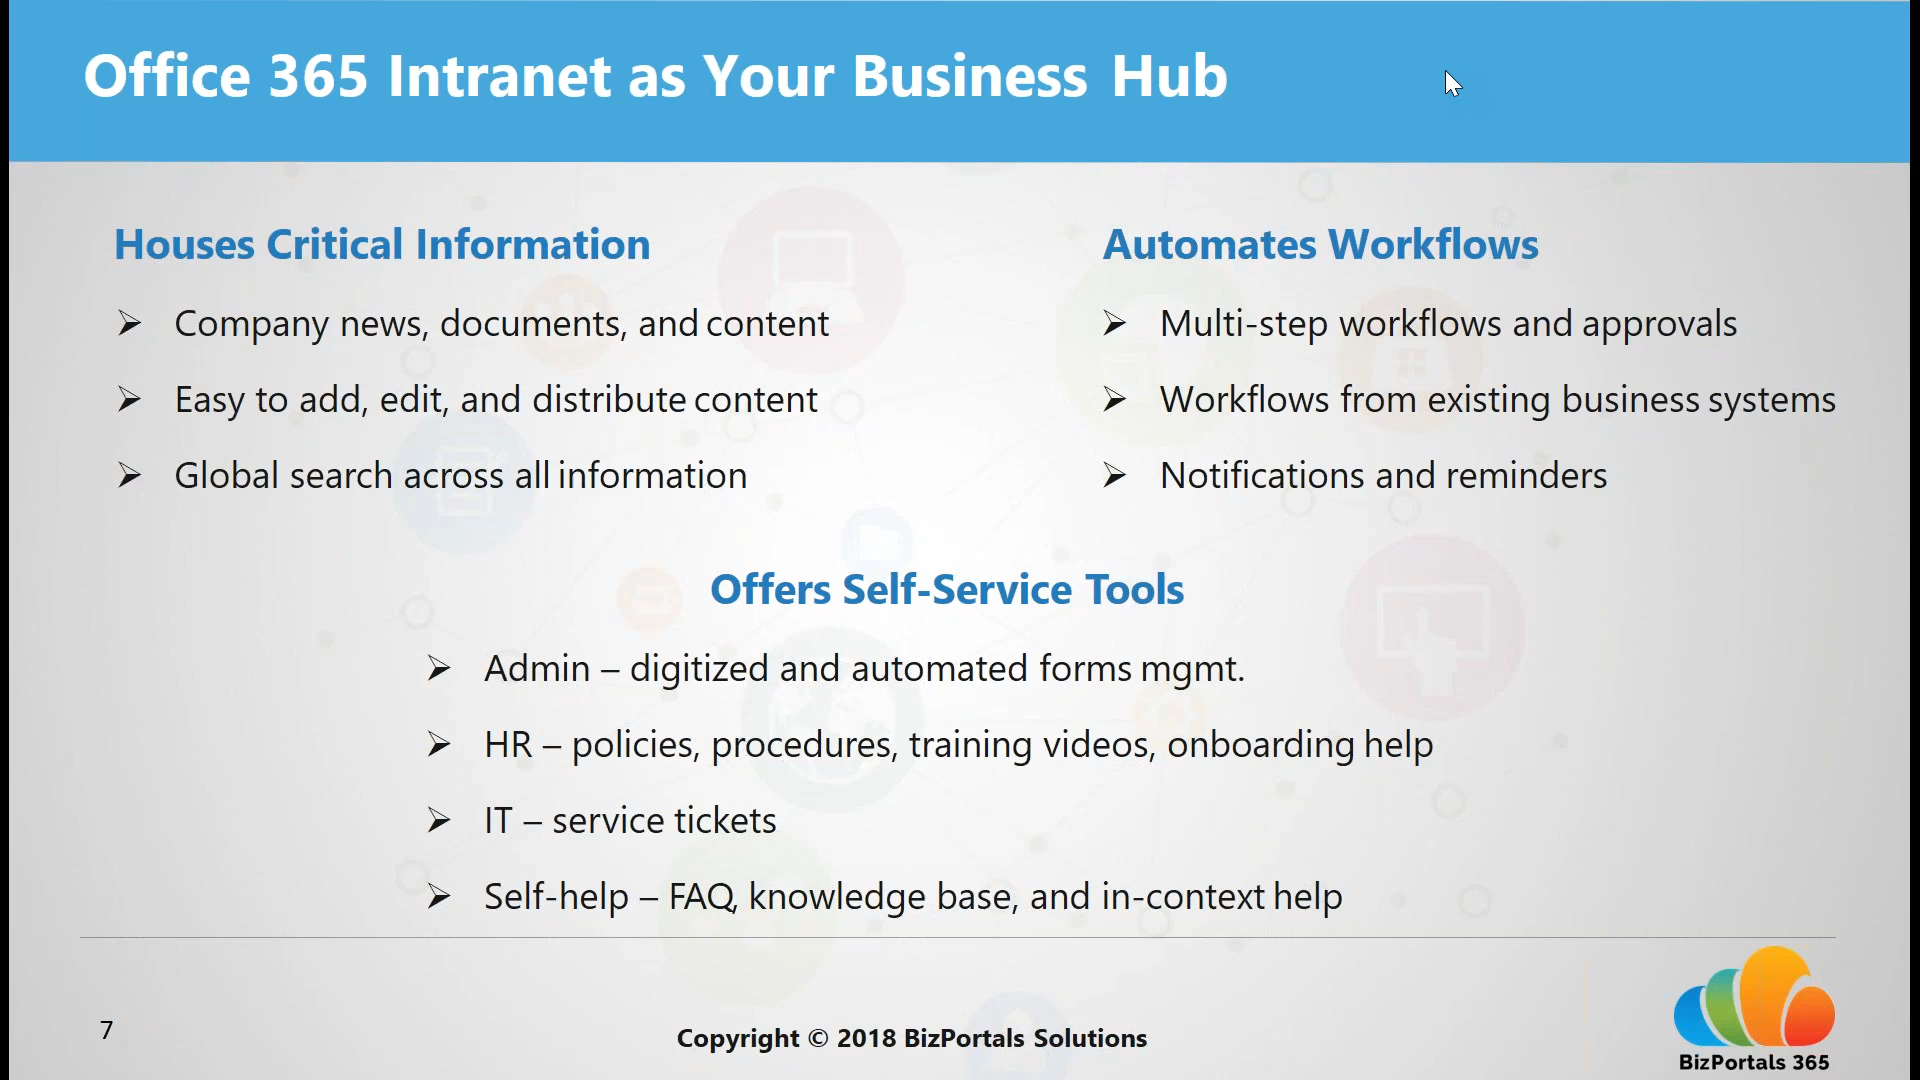 Office 365 Intranet as Your Business Hub
Houses Critical Information
➢ Company news, documents, and content
➢ Easy to add, edit, and distribute content
➢ Global search across all information
Automates Workflows
➢ Multi-step workflows and approvals
➢ Workflows from existing business systems
➢ Notifications and reminders
Offers Self-Service Tools
➢ Admin – digitized and automated forms mgmt.
➢ HR – policies, procedures, training videos, onboarding help
➢ IT – service tickets
➢ Self-help – FAQ, knowledge base, and in-context help
7
Copyright © 2018 BizPortals Solutions
BizPortals 365